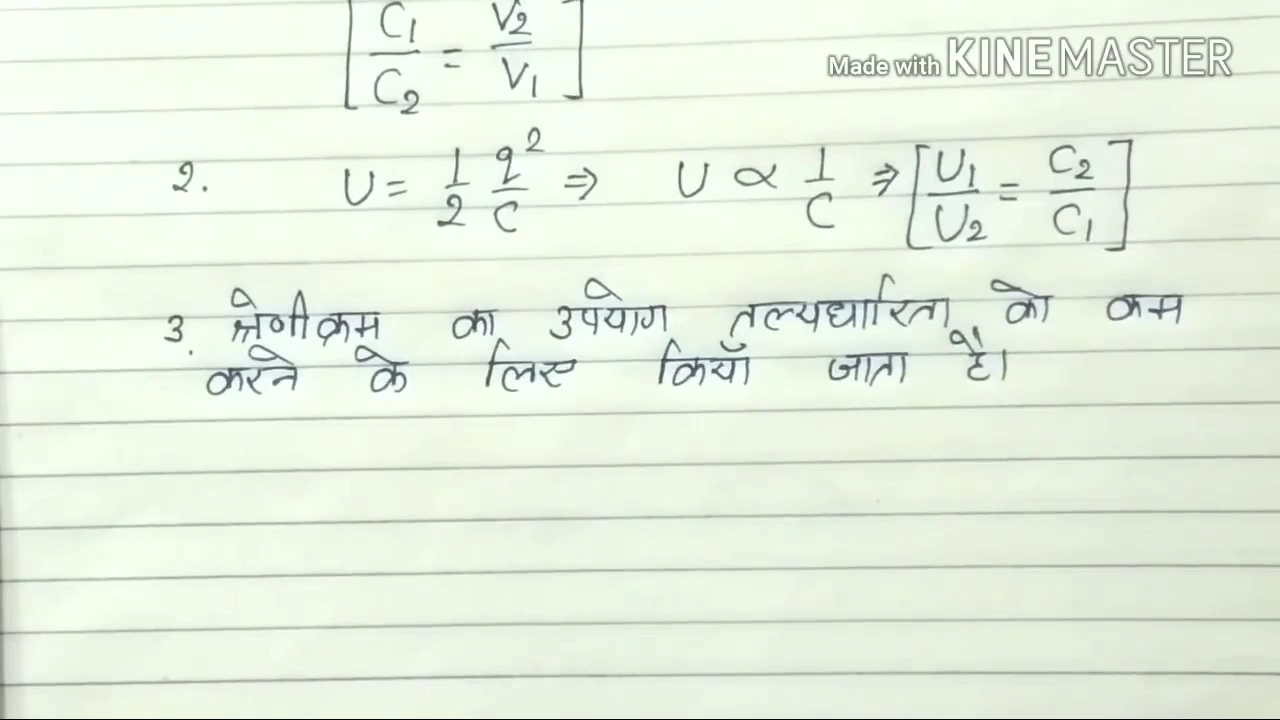 [C1/C2 = V2/V1]
Made with KINEMASTER
2. U = 1/2 q²/C ⇒ U ∝ 1/C ⇒ [U1/U2 = C2/C1]
3. श्रेणीक्रम का उपयोग तुल्यधारिता को कम
करने के लिए किया जाता है।